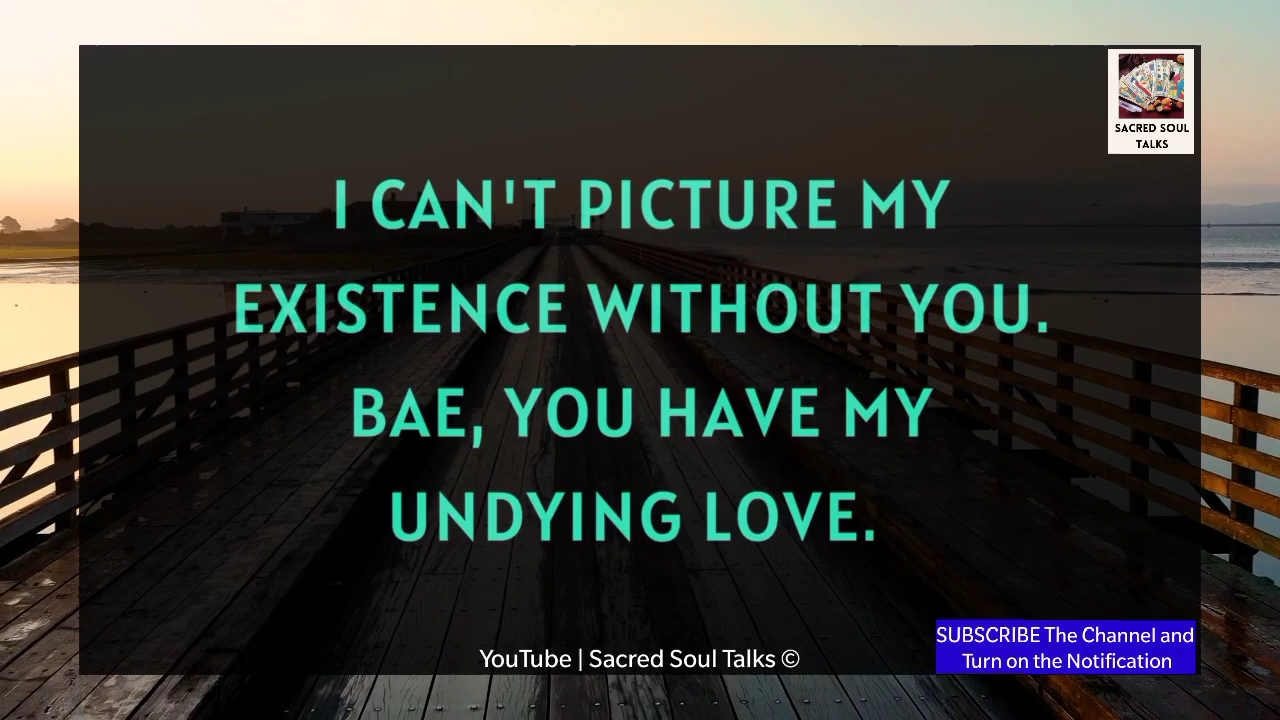 SACRED SOUL
TALKS
I CAN'T PICTURE MY
EXISTENCE WITHOUT YOU.
BAE, YOU HAVE MY
UNDYING LOVE.
YouTube | Sacred Soul Talks ©
SUBSCRIBE The Channel and
Turn on the Notification